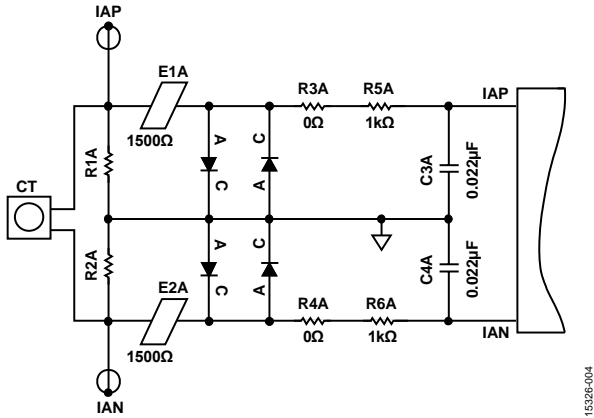 IAP
E1A
1500Ω
R1A
A
C
C
A
R3A
0Ω
R5A
1kΩ
IAP
C3A
0.022µF
CT
R2A
A
C
C
A
E2A
1500Ω
R4A
0Ω
R6A
1kΩ
C4A
0.022µF
IAN
IAN
15326-004